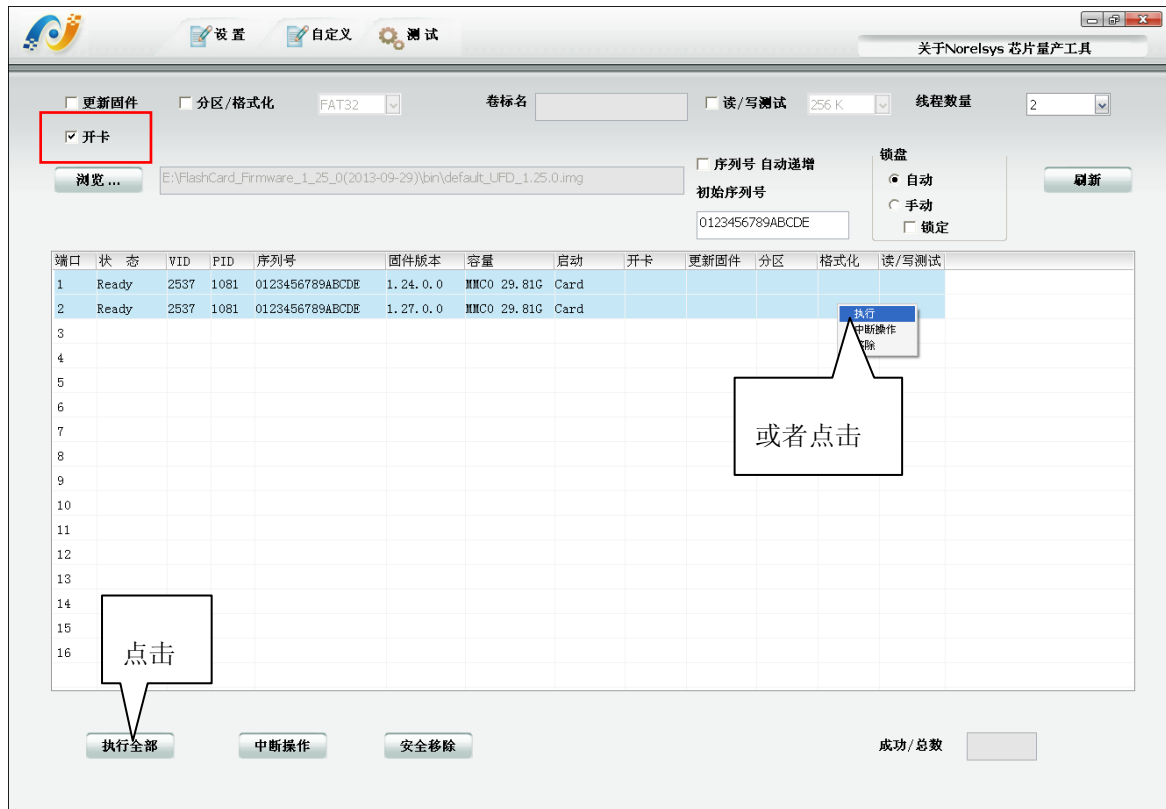 设置 自定义 测试
关于Norelsys 芯片量产工具
更新固件 分区/格式化 FAT32 卷标名 读/写测试 256 K 线程数量 2
开卡
浏览 ... E:\FlashCard_Firmware_1_25_0(2013-09-29)\bin\default_UFD_1.25.0.img
序列号 自动递增
初始序列号
0123456789ABCDE
锁盘
自动
手动
锁定
刷新
端口 状 态 VID PID 序列号 固件版本 容量 启动 开卡 更新固件 分区 格式化 读/写测试
1 Ready 2537 1081 0123456789ABCDE 1.24.0.0 MMC0 29.81G Card
2 Ready 2537 1081 0123456789ABCDE 1.27.0.0 MMC0 29.81G Card
3
4
5
6
7
8
9
10
11
12
13
14
15
16
执行
中断操作
除
或者点击
点击
执行全部 中断操作 安全移除 成功/总数